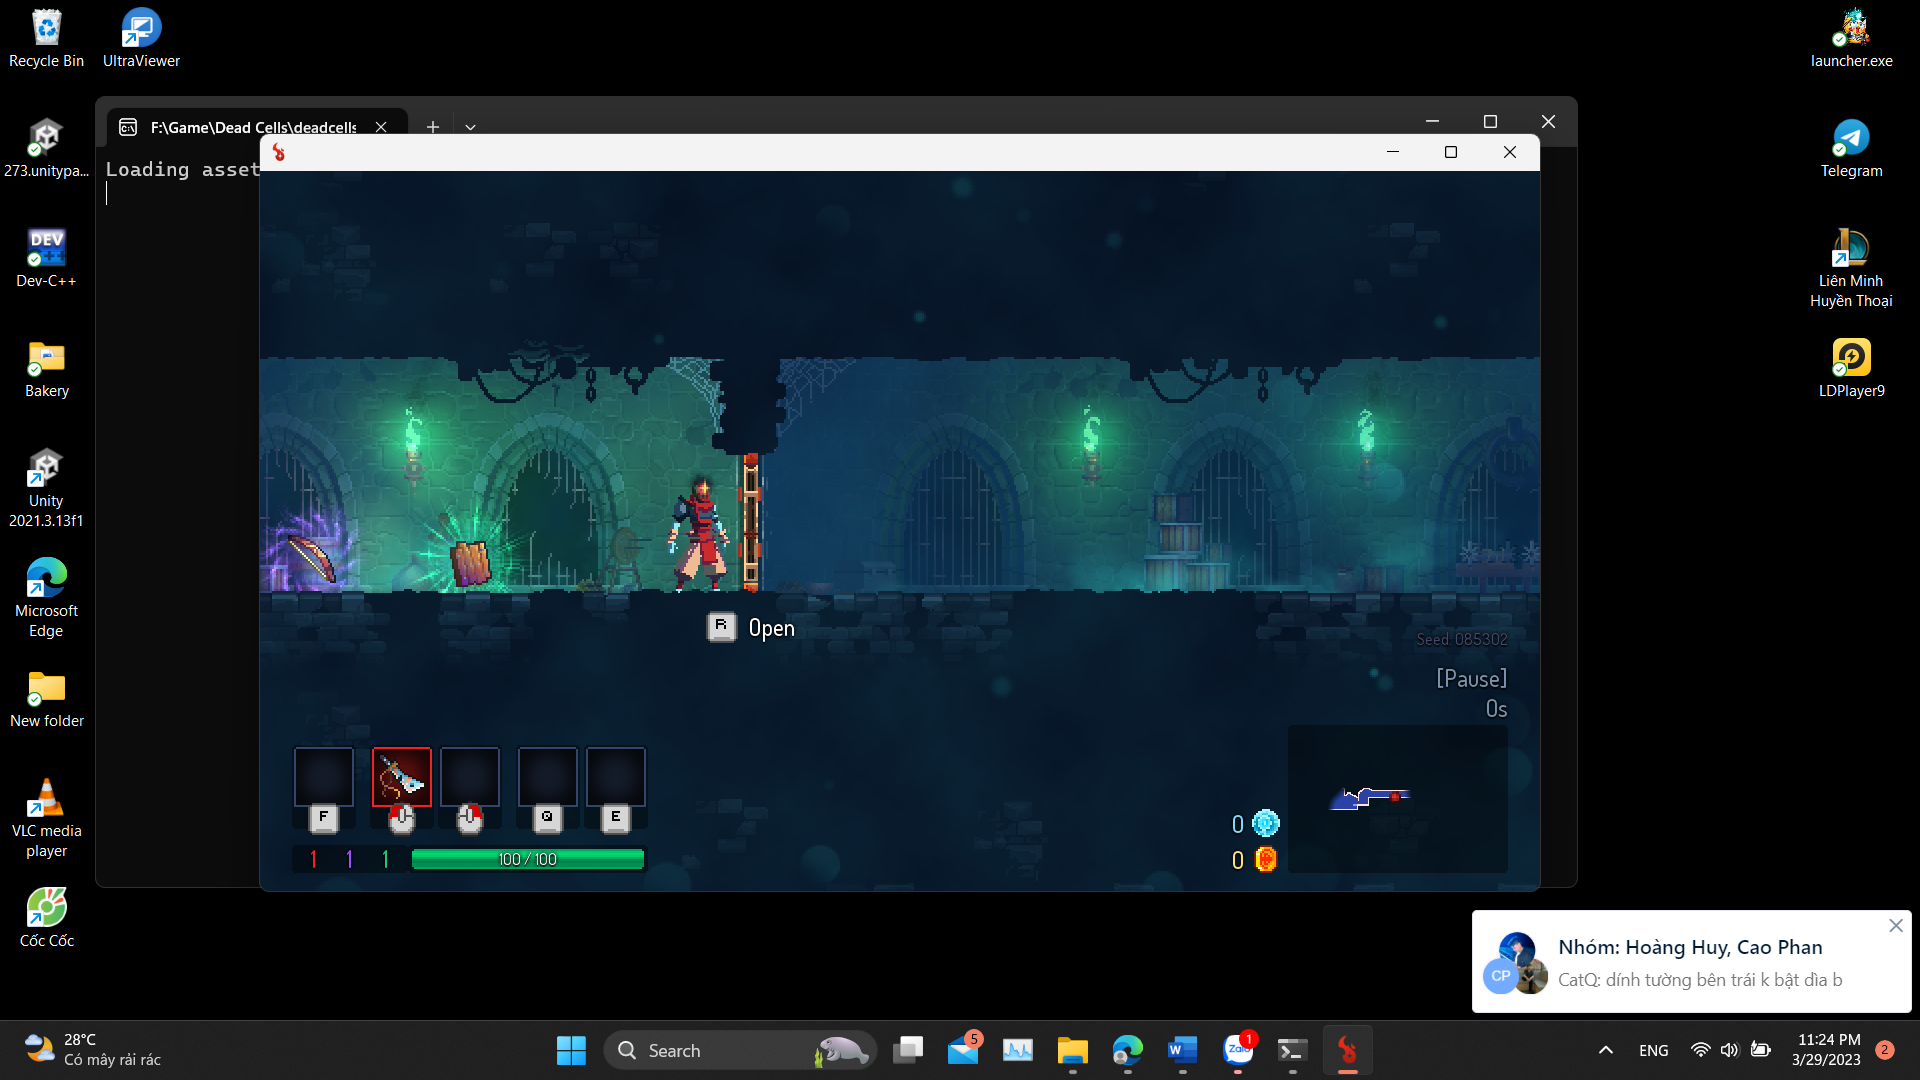 Recycle Bin
UltraViewer
273.unitypa...
Dev-C++
Bakery
Unity
2021.3.13f1
Microsoft
Edge
New folder
VLC media
player
Cốc Cốc
launcher.exe
Telegram
Liên Minh
Huyền Thoại
LDPlayer9
F:\Game\Dead Cells\deadcells
Loading asset
R Open
Seed: 085302
[Pause]
0s
F
Q
E
1 1 1 100 / 100
0
0
Nhóm: Hoàng Huy, Cao Phan
CP
CatQ: dính tường bên trái k bật dìa b
28°C
Có mây rải rác
Search
5
Zalo
1
W
ENG
11:24 PM
3/29/2023
2